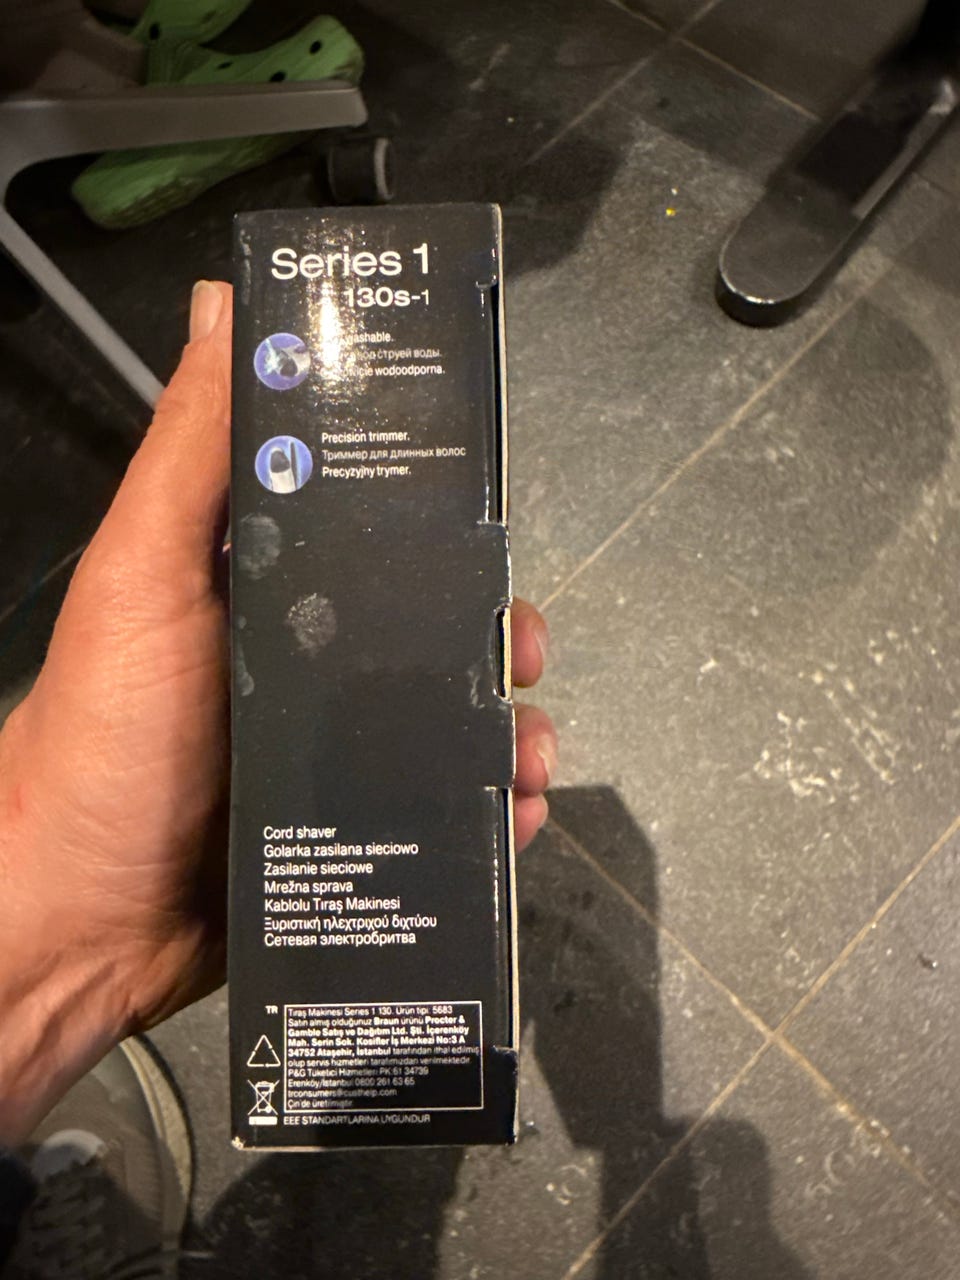 Series 1
130s-1
washable.
под струей воды.
wodoodporna.
Precision trimmer.
Триммер для длинных волос
Precyzyjny trymer.
Cord shaver
Golarka zasilana sieciowo
Zasilanie sieciowe
Mrežna sprava
Kablolu Tıraş Makinesi
Ξυριστική ηλεχτριχού διχτύου
Сетевая электробритва
TR
Tıraş Makinesi Series 1 130. Ürün tipi: 5683
Satın almış olduğunuz Braun ürünü Procter &
Gamble Satış ve Dağıtım Ltd. Şti. İçerenköy
Mah. Serin Sok. Kosifler İş Merkezi No:3 A
34752 Ataşehir, İstanbul tarafından ithal edilmiş
olup servis hizmetleri tarafımızdan verilmektedir.
P&G Tüketici Hizmetleri PK:61 34739
Erenköy/İstanbul 0800 261 63 65
trconsumers@custhelp.com
Çin'de üretilmiştir.
EEE STANDARTLARINA UYGUNDUR